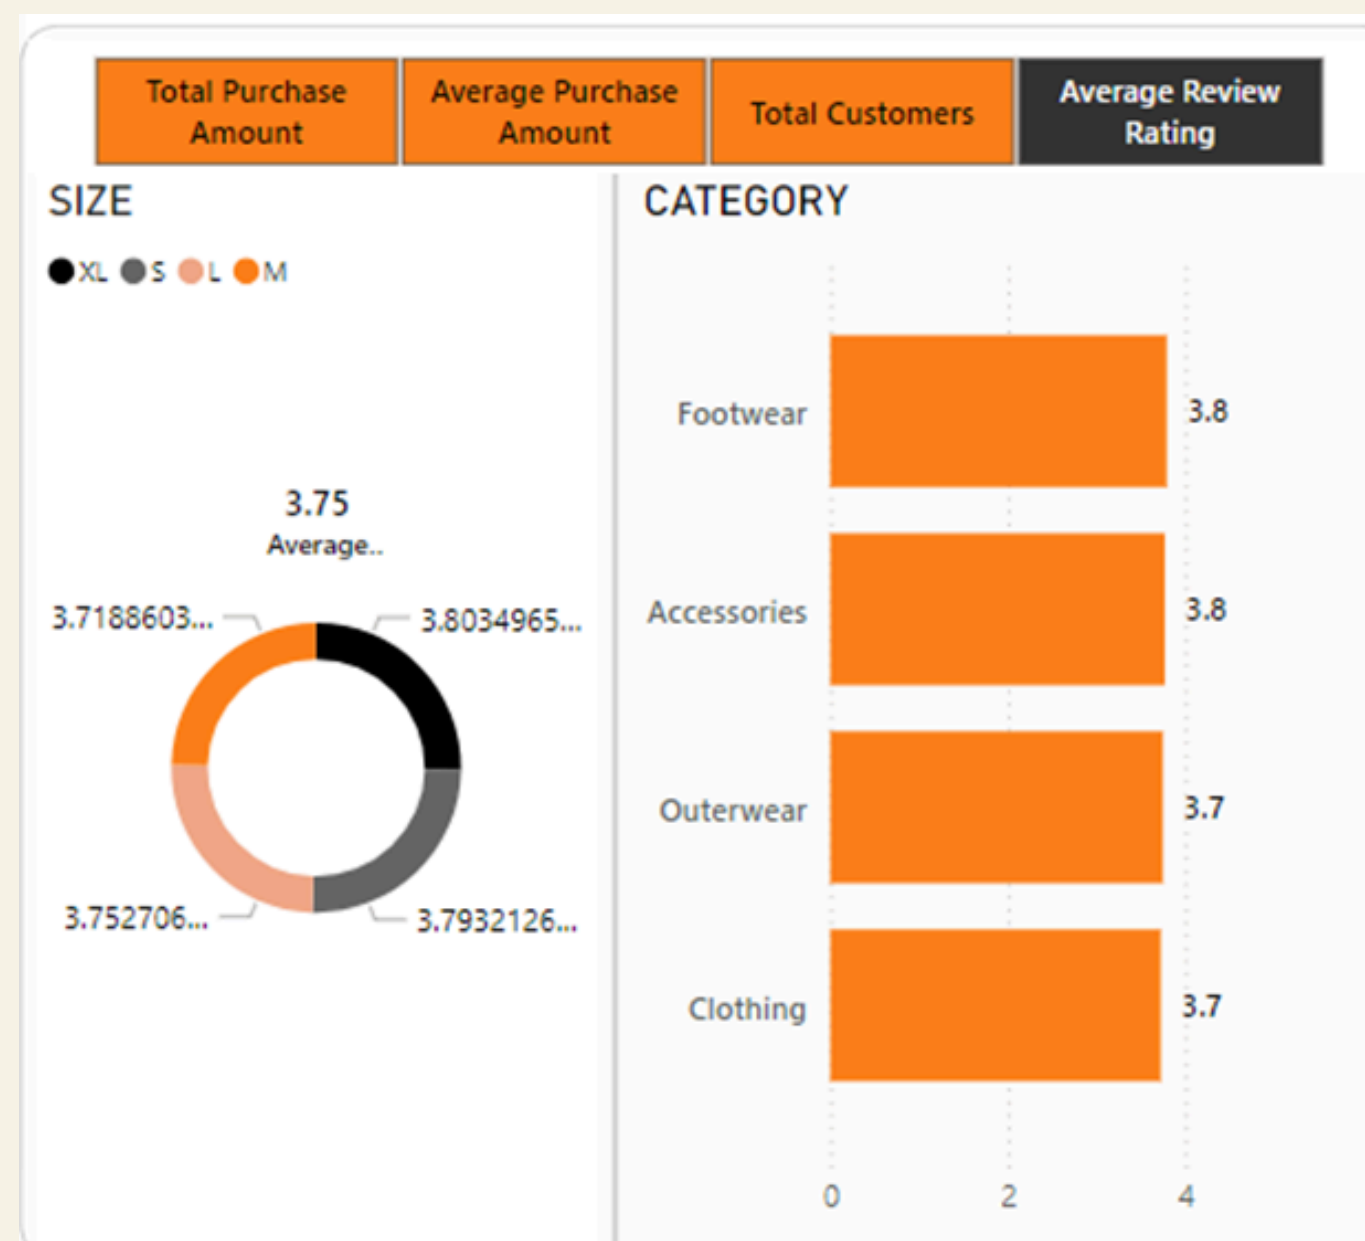 Total Purchase
Amount
Average Purchase
Amount
Total Customers
Average Review
Rating
SIZE
XL S L M
3.75
Average..
3.7188603...
3.8034965...
3.752706...
3.7932126...
CATEGORY
Footwear 3.8
Accessories 3.8
Outerwear 3.7
Clothing 3.7
0 2 4